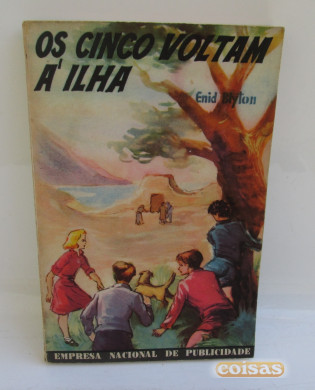 OS CINCO VOLTAM
A' ILHA
Enid Blyton
EMPRESA NACIONAL DE PUBLICIDADE
coisas